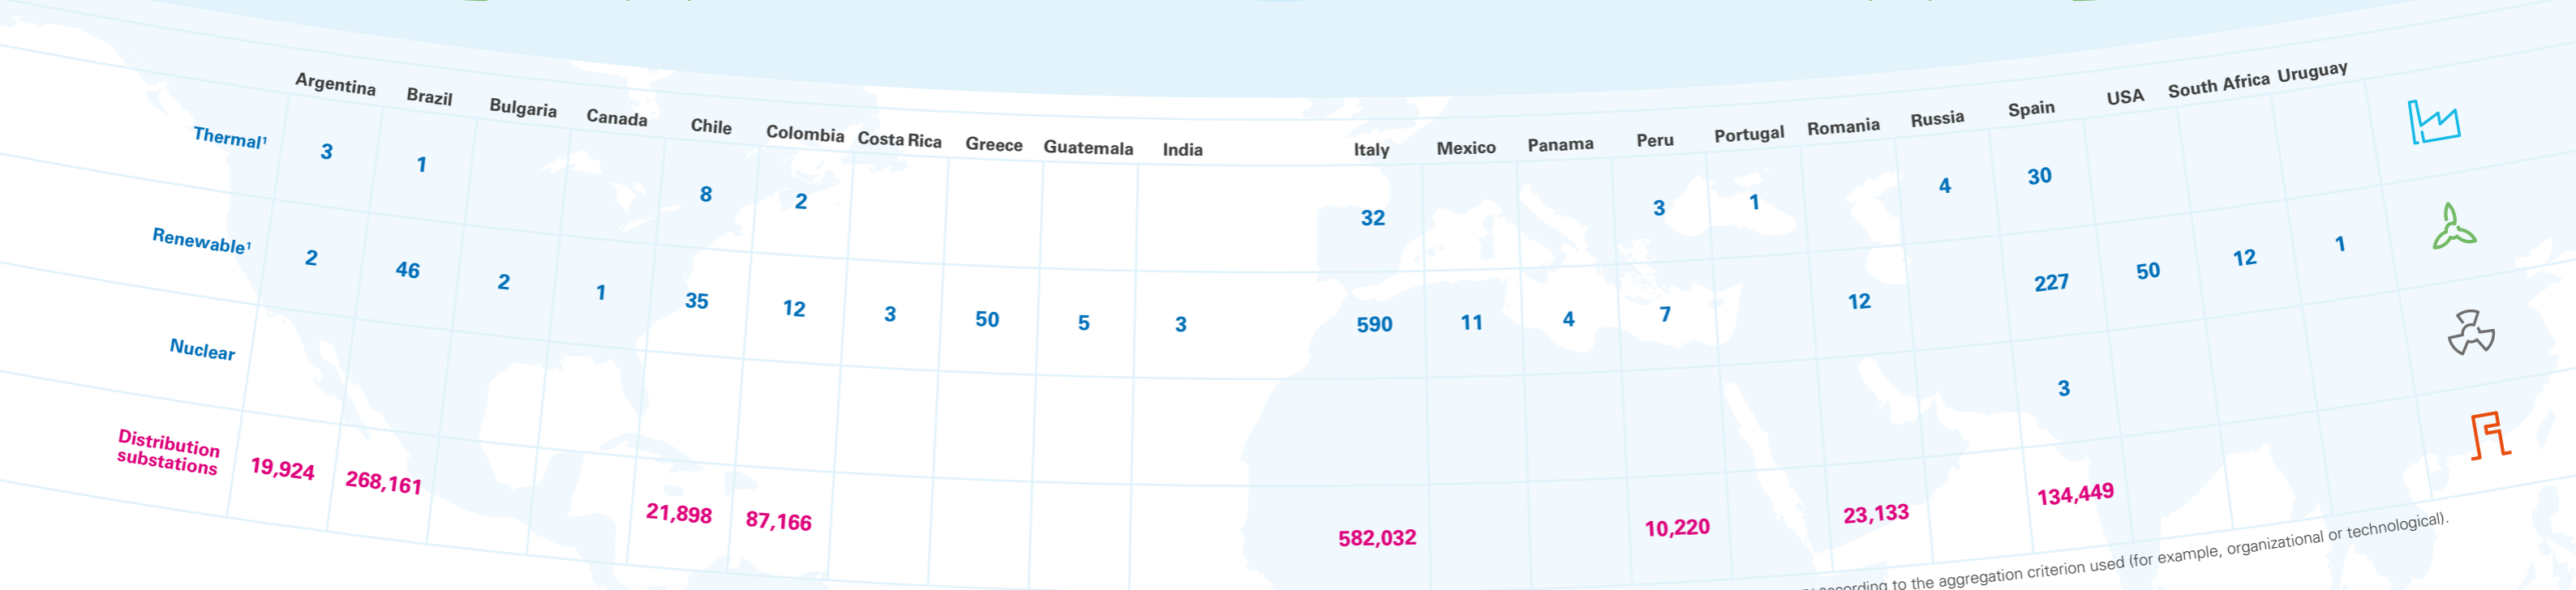 Argentina Brazil Bulgaria Canada Chile Colombia Costa Rica Greece Guatemala India Italy Mexico Panama Peru Portugal Romania Russia Spain USA South Africa Uruguay
Thermal¹ 3 1 8 2 32 3 1 4 30
Renewable¹ 2 46 2 1 35 12 3 50 5 3 590 11 4 7 12 227 50 12 1
Nuclear 3
Distribution
substations 19,924 268,161 21,898 87,166 582,032 10,220 23,133 134,449
according to the aggregation criterion used (for example, organizational or technological).